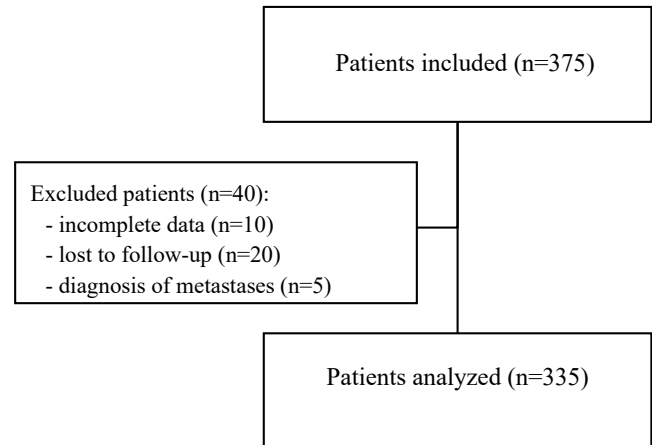 Patients included (n=375)
Excluded patients (n=40):
- incomplete data (n=10)
- lost to follow-up (n=20)
- diagnosis of metastases (n=5)
Patients analyzed (n=335)